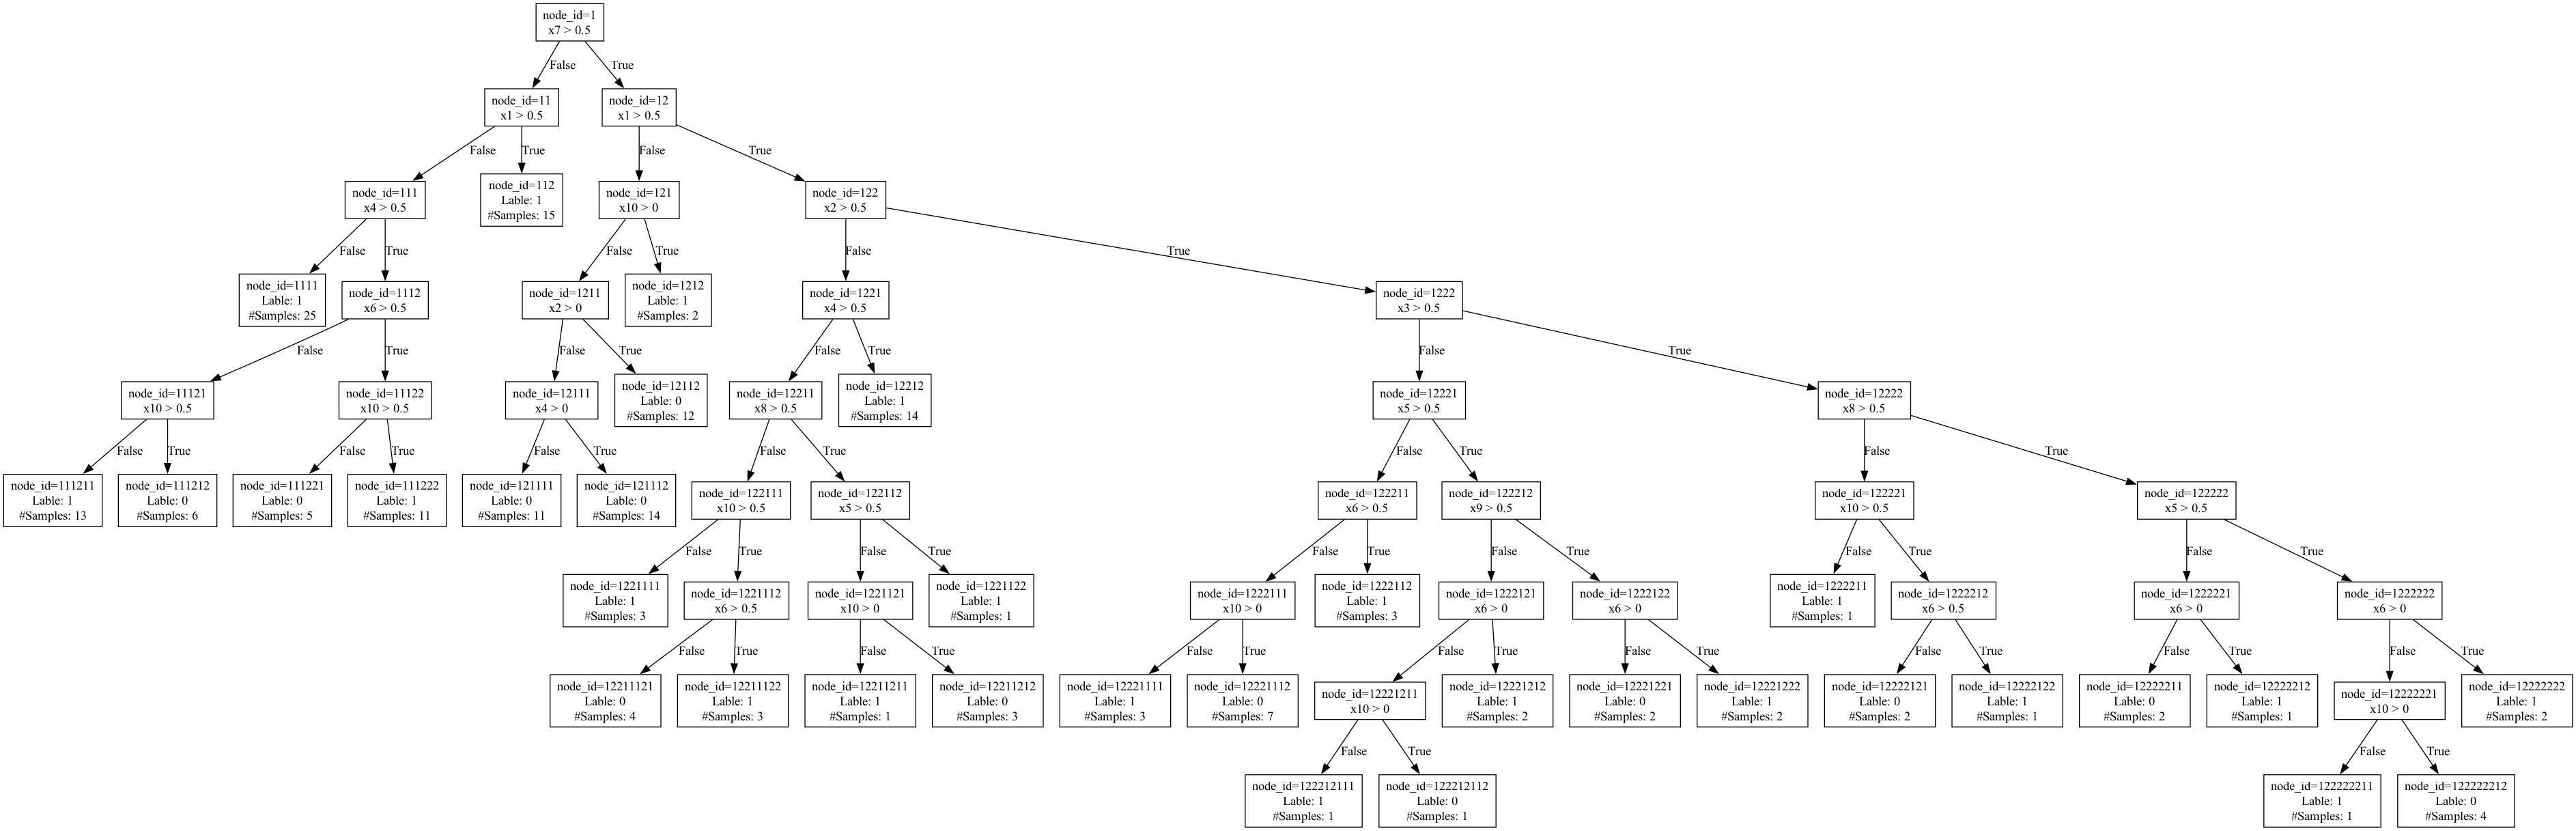 node_id=1
x7 > 0.5
False
True
node_id=11
x1 > 0.5
node_id=12
x1 > 0.5
False
True
False
True
node_id=111
x4 > 0.5
node_id=112
Lable: 1
#Samples: 15
node_id=121
x10 > 0
node_id=122
x2 > 0.5
False
True
False
True
False
True
node_id=1111
Lable: 1
#Samples: 25
node_id=1112
x6 > 0.5
node_id=1211
x2 > 0
node_id=1212
Lable: 1
#Samples: 2
node_id=1221
x4 > 0.5
node_id=1222
x3 > 0.5
False
True
False
True
False
True
False
True
node_id=11121
x10 > 0.5
node_id=11122
x10 > 0.5
node_id=12111
x4 > 0
node_id=12112
Lable: 0
#Samples: 12
node_id=12211
x8 > 0.5
node_id=12212
Lable: 1
#Samples: 14
node_id=12221
x5 > 0.5
node_id=12222
x8 > 0.5
False
True
False
True
False
True
False
True
False
True
False
True
node_id=111211
Lable: 1
#Samples: 13
node_id=111212
Lable: 0
#Samples: 6
node_id=111221
Lable: 0
#Samples: 5
node_id=111222
Lable: 1
#Samples: 11
node_id=121111
Lable: 0
#Samples: 11
node_id=121112
Lable: 0
#Samples: 14
node_id=122111
x10 > 0.5
node_id=122112
x5 > 0.5
node_id=122211
x6 > 0.5
node_id=122212
x9 > 0.5
node_id=122221
x10 > 0.5
node_id=122222
x5 > 0.5
False
True
False
True
False
True
False
True
False
True
False
True
node_id=1221111
Lable: 1
#Samples: 3
node_id=1221112
x6 > 0.5
node_id=1221121
x10 > 0
node_id=1221122
Lable: 1
#Samples: 1
node_id=1222111
x10 > 0
node_id=1222112
Lable: 1
#Samples: 3
node_id=1222121
x6 > 0
node_id=1222122
x6 > 0
node_id=1222211
Lable: 1
#Samples: 1
node_id=1222212
x6 > 0.5
node_id=1222221
x6 > 0
node_id=1222222
x6 > 0
False
True
False
True
False
True
False
True
False
True
False
True
False
True
False
True
node_id=12211121
Lable: 0
#Samples: 4
node_id=12211122
Lable: 1
#Samples: 3
node_id=12211211
Lable: 1
#Samples: 1
node_id=12211212
Lable: 0
#Samples: 3
node_id=12221111
Lable: 1
#Samples: 3
node_id=12221112
Lable: 0
#Samples: 7
node_id=12221211
x10 > 0
node_id=12221212
Lable: 1
#Samples: 2
node_id=12221221
Lable: 0
#Samples: 2
node_id=12221222
Lable: 1
#Samples: 2
node_id=12222121
Lable: 0
#Samples: 2
node_id=12222122
Lable: 1
#Samples: 1
node_id=12222211
Lable: 0
#Samples: 2
node_id=12222212
Lable: 1
#Samples: 1
node_id=12222221
x10 > 0
node_id=12222222
Lable: 1
#Samples: 2
False
True
False
True
node_id=122212111
Lable: 1
#Samples: 1
node_id=122212112
Lable: 0
#Samples: 1
node_id=122222211
Lable: 1
#Samples: 1
node_id=122222212
Lable: 0
#Samples: 4